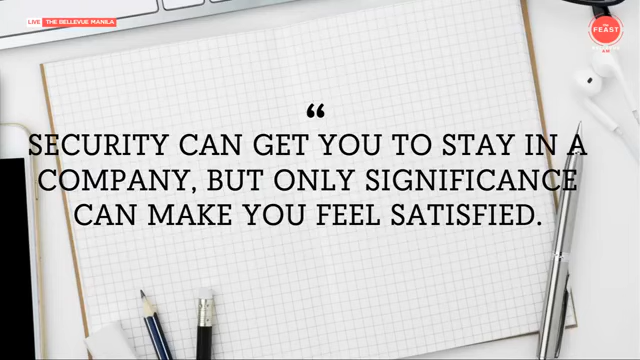 LIVE THE BELLEVUE MANILA
the
FEAST
“
SECURITY CAN GET YOU TO STAY IN A
COMPANY, BUT ONLY SIGNIFICANCE
CAN MAKE YOU FEEL SATISFIED.